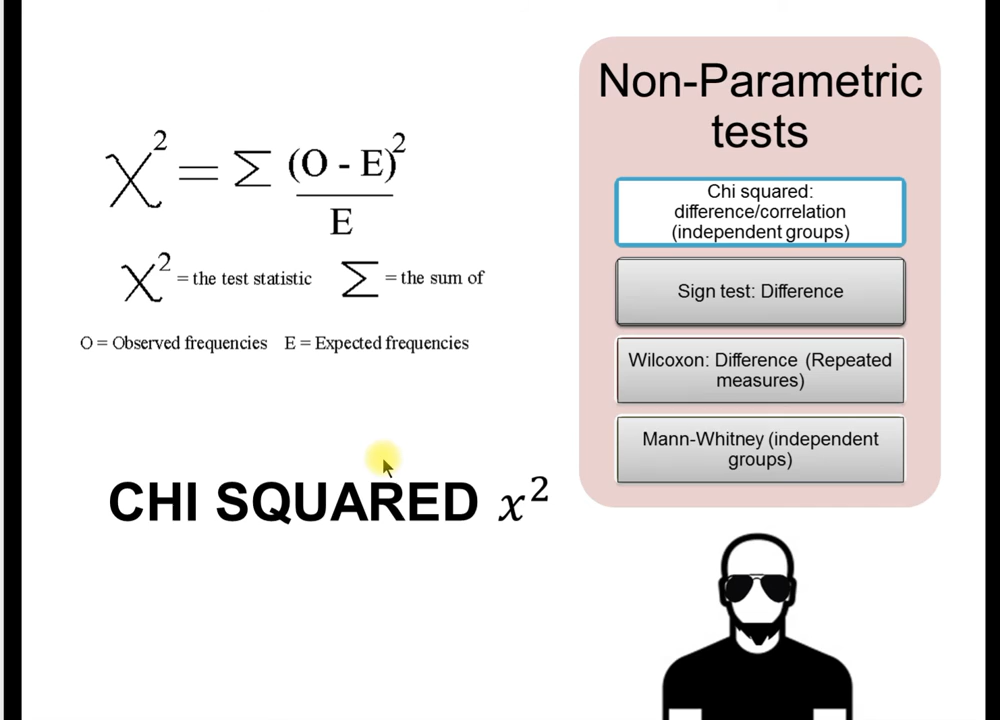 χ² = Σ (O - E)²
E
χ² = the test statistic Σ = the sum of
O = Observed frequencies E = Expected frequencies
CHI SQUARED 𝑥²
Non-Parametric
tests
Chi squared:
difference/correlation
(independent groups)
Sign test: Difference
Wilcoxon: Difference (Repeated
measures)
Mann-Whitney (independent
groups)